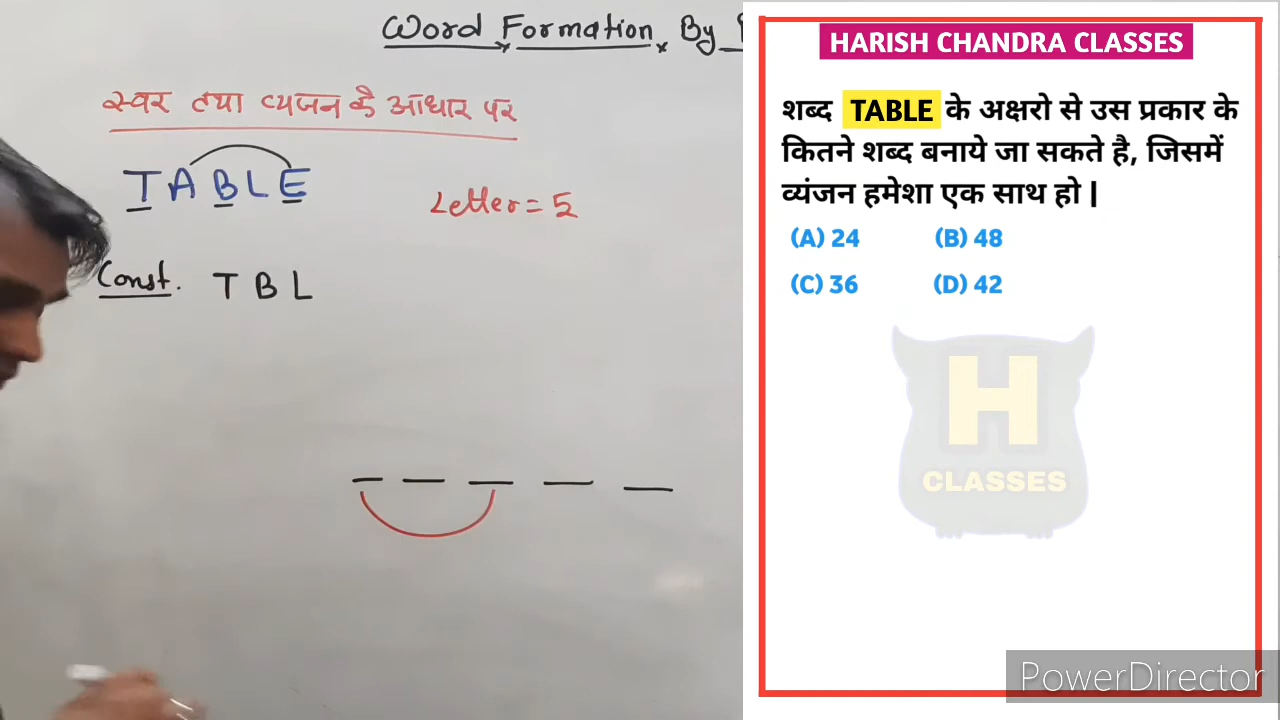 Word Formation By
स्वर तथा व्यंजन के आधार पर
TABLE
Letter = 5
Const. T B L
HARISH CHANDRA CLASSES
शब्द TABLE के अक्षरो से उस प्रकार के
कितने शब्द बनाये जा सकते है, जिसमें
व्यंजन हमेशा एक साथ हो |
(A) 24 (B) 48
(C) 36 (D) 42
H
CLASSES
PowerDirector